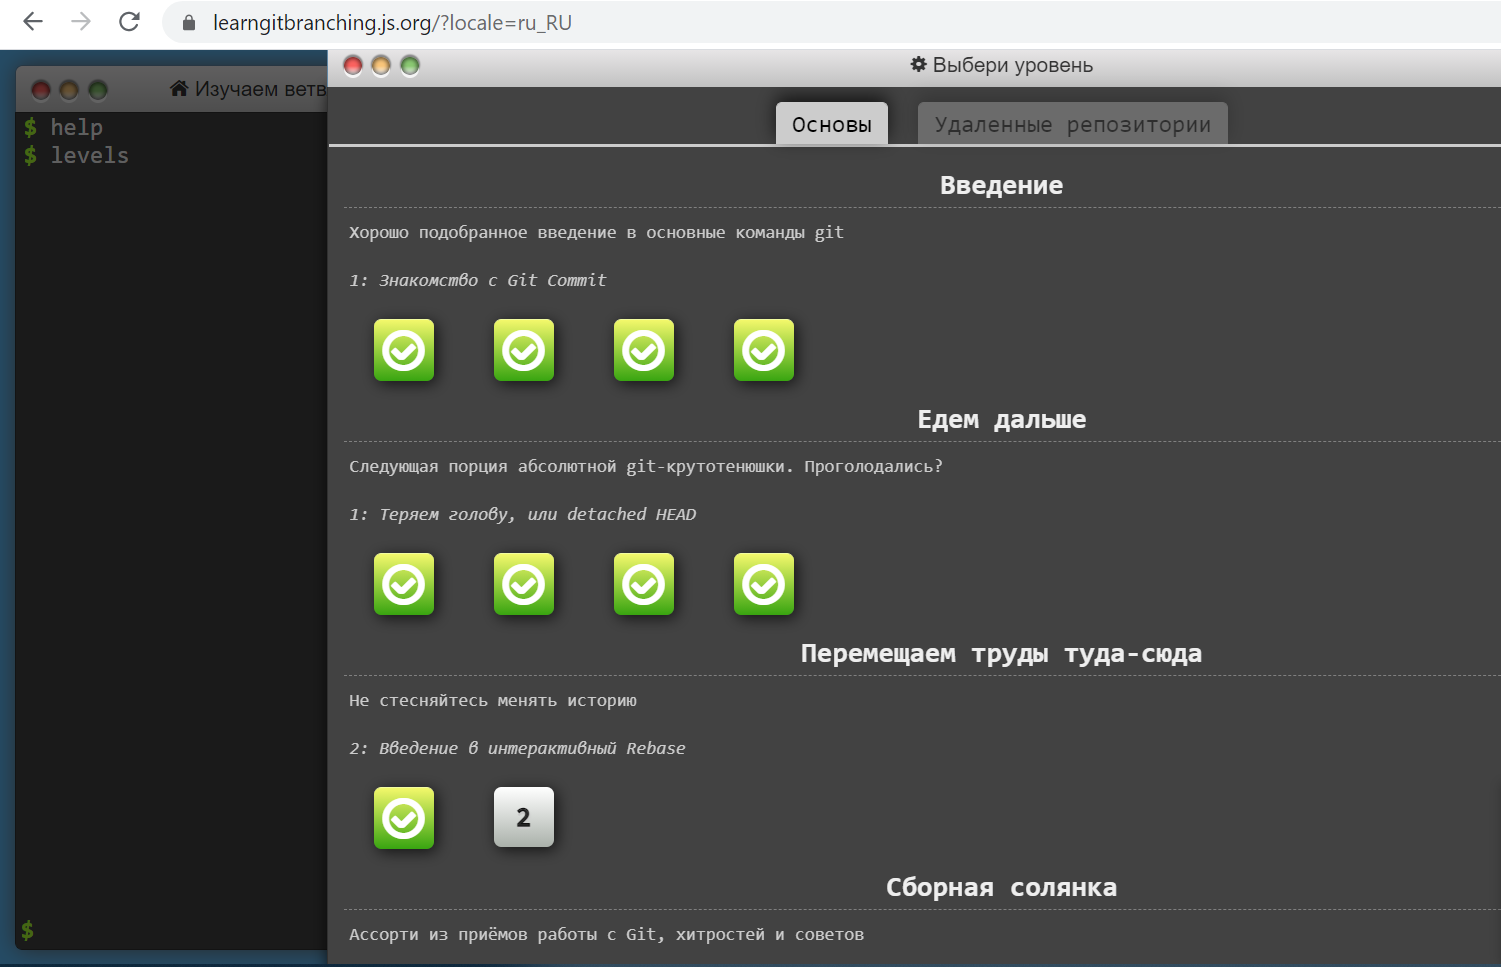 learngitbranching.js.org/?locale=ru_RU
Изучаем ветв
$ help
$ levels
$
Выбери уровень
Основы
Удаленные репозитории
Введение
Хорошо подобранное введение в основные команды git
1: Знакомство с Git Commit
Едем дальше
Следующая порция абсолютной git-крутотенюшки. Проголодались?
1: Теряем голову, или detached HEAD
Перемещаем труды туда-сюда
Не стесняйтесь менять историю
2: Введение в интерактивный Rebase
2
Сборная солянка
Ассорти из приёмов работы с Git, хитростей и советов